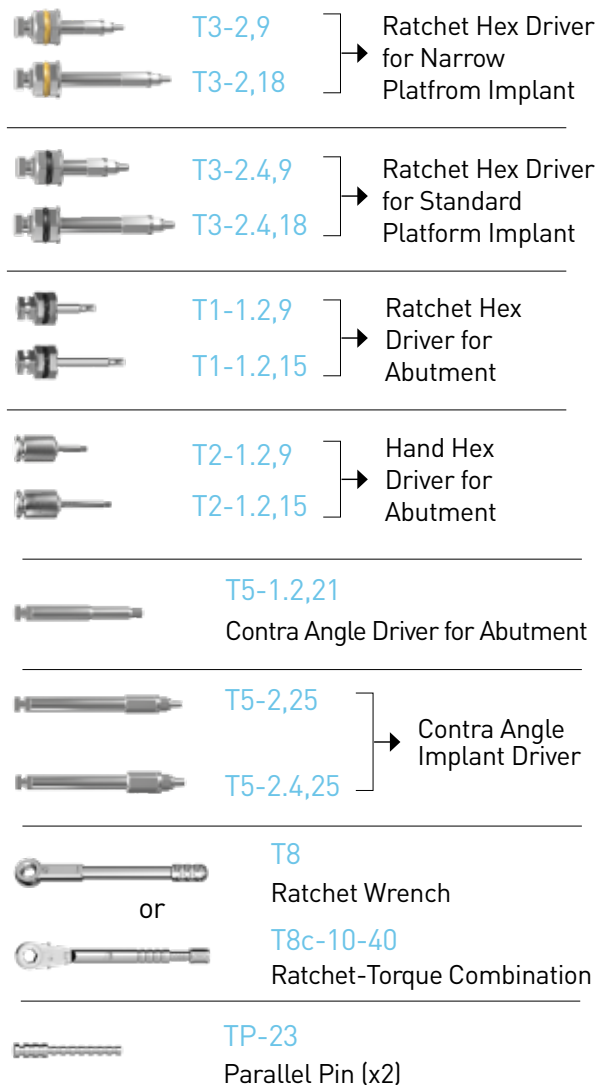 T3-2,9
T3-2,18
Ratchet Hex Driver
for Narrow
Platfrom Implant
T3-2.4,9
T3-2.4,18
Ratchet Hex Driver
for Standard
Platform Implant
T1-1.2,9
T1-1.2,15
Ratchet Hex
Driver for
Abutment
T2-1.2,9
T2-1.2,15
Hand Hex
Driver for
Abutment
T5-1.2,21
Contra Angle Driver for Abutment
T5-2,25
T5-2.4,25
Contra Angle
Implant Driver
T8
Ratchet Wrench
or
T8c-10-40
Ratchet-Torque Combination
TP-23
Parallel Pin (x2)